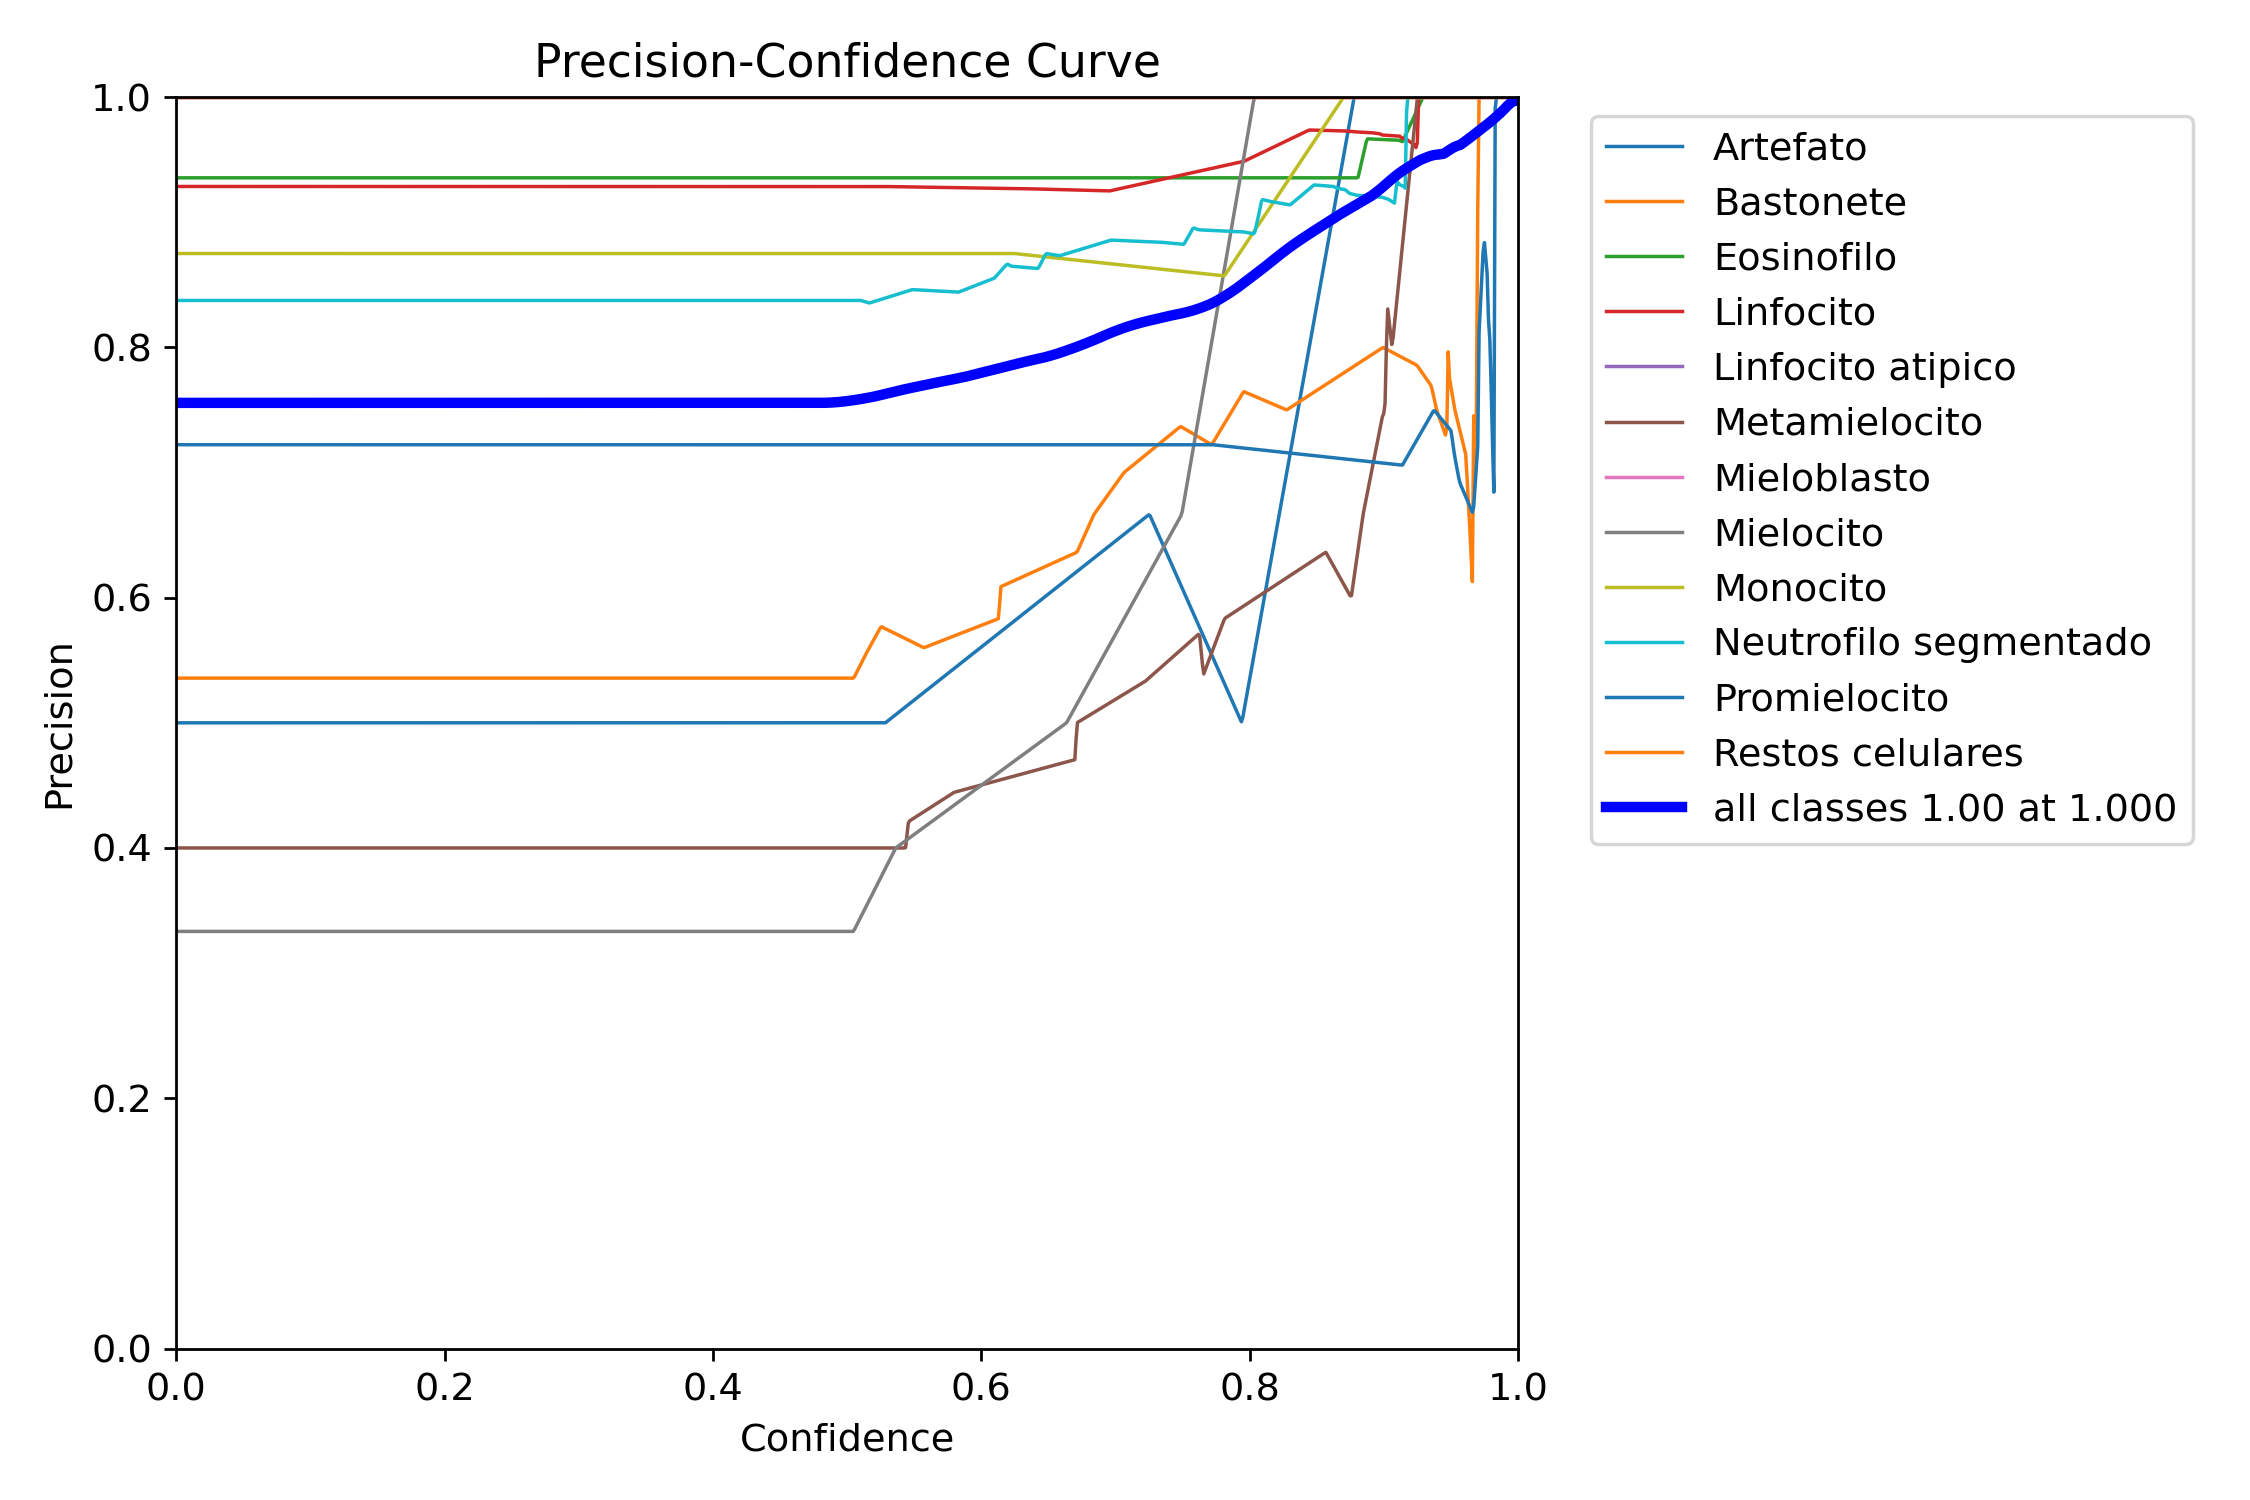 Precision-Confidence Curve
1.0
0.8
0.6
0.4
0.2
0.0
Precision
0.0 0.2 0.4 0.6 0.8 1.0
Confidence
Artefato
Bastonete
Eosinofilo
Linfocito
Linfocito atipico
Metamielocito
Mieloblasto
Mielocito
Monocito
Neutrofilo segmentado
Promielocito
Restos celulares
all classes 1.00 at 1.000